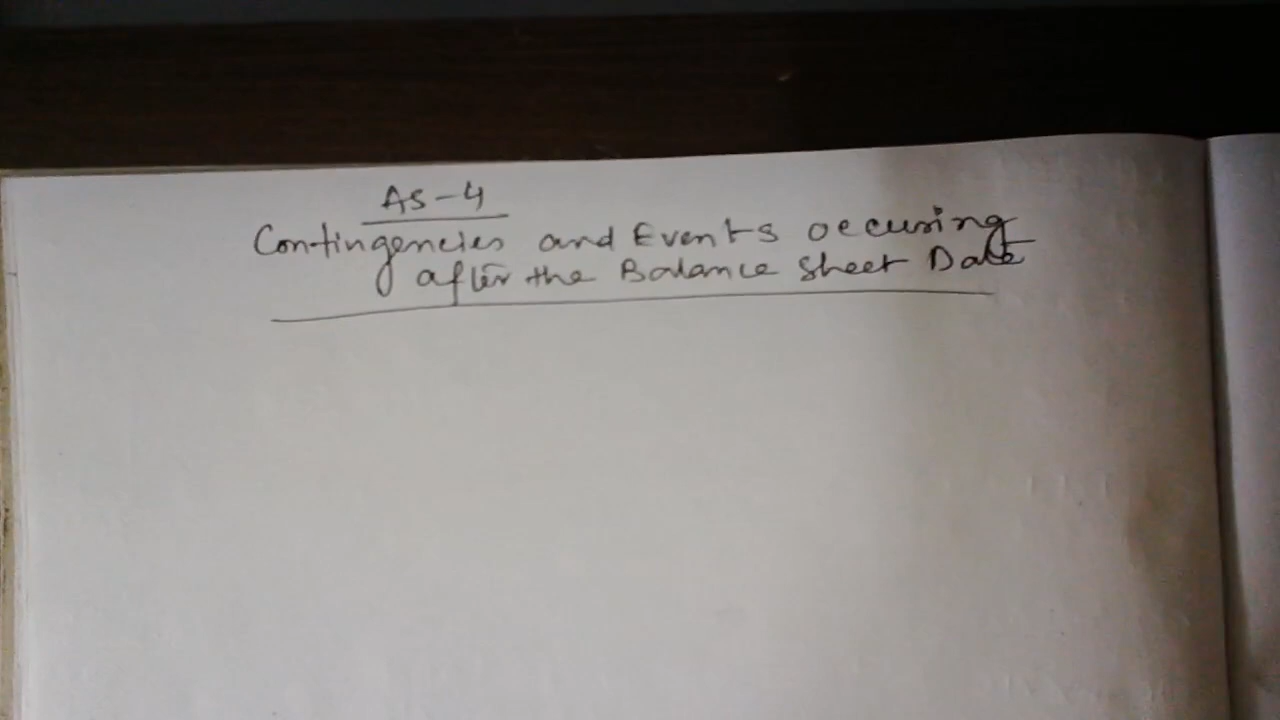 AS-4
Contingencies and Events occuring
after the Balance Sheet Date